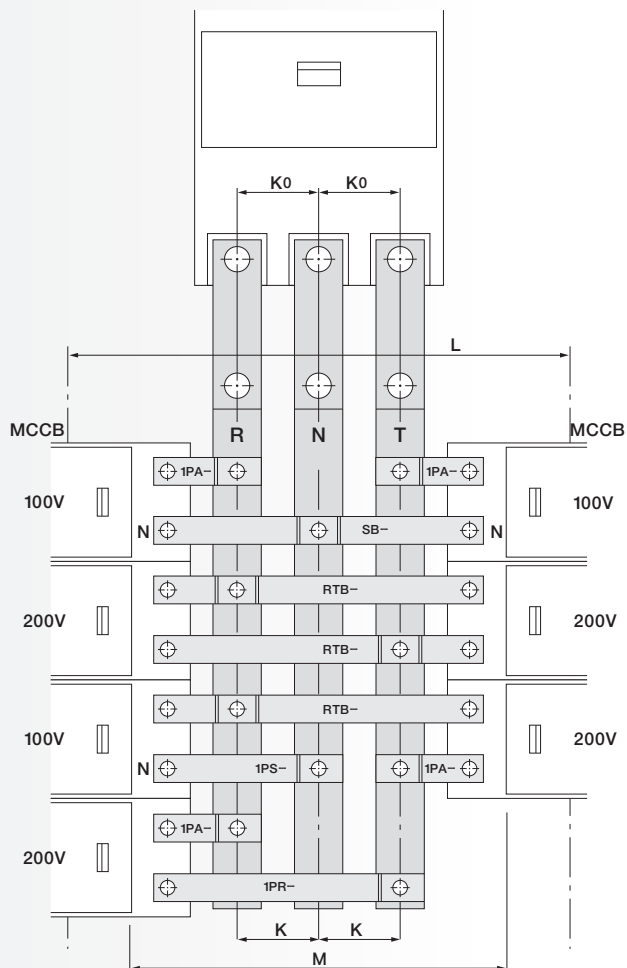 K0 K0
L
MCCB MCCB
R N T
1PA− 1PA−
100V 100V
N SB− N
RTB−
200V 200V
RTB−
RTB−
100V 200V
N 1PS− 1PA−
1PA−
200V
1PR−
K K
M